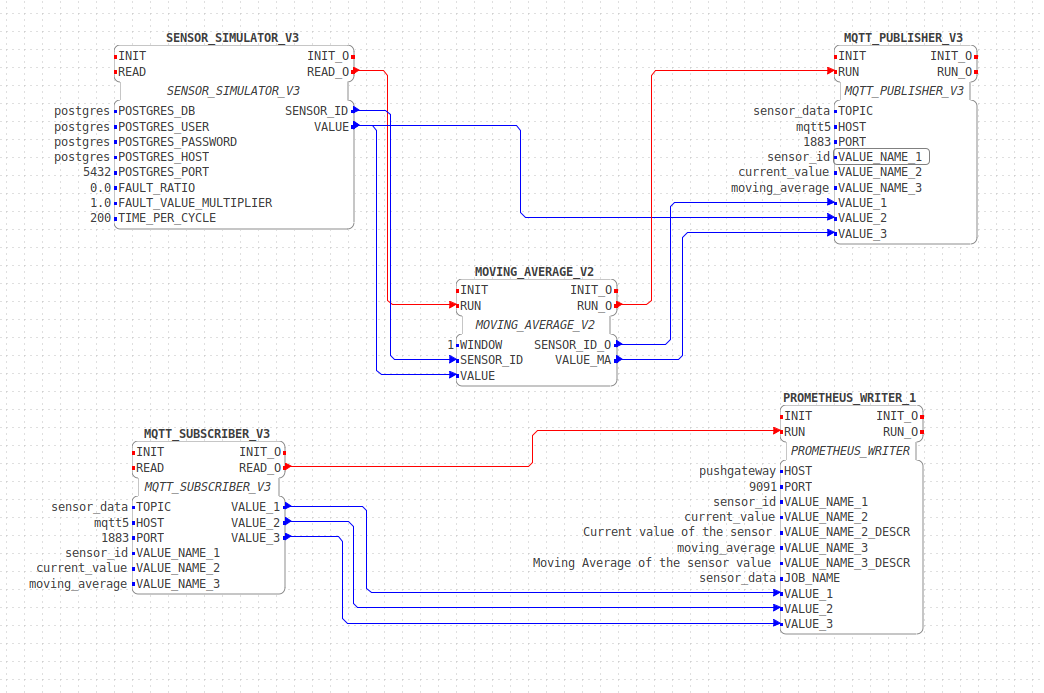 SENSOR_SIMULATOR_V3
INIT INIT_O
READ READ_O
SENSOR_SIMULATOR_V3
postgres POSTGRES_DB SENSOR_ID
postgres POSTGRES_USER VALUE
postgres POSTGRES_PASSWORD
postgres POSTGRES_HOST
5432 POSTGRES_PORT
0.0 FAULT_RATIO
1.0 FAULT_VALUE_MULTIPLIER
200 TIME_PER_CYCLE
MQTT_PUBLISHER_V3
INIT INIT_O
RUN RUN_O
MQTT_PUBLISHER_V3
sensor_data TOPIC
mqtt5 HOST
1883 PORT
sensor_id VALUE_NAME_1
current_value VALUE_NAME_2
moving_average VALUE_NAME_3
VALUE_1
VALUE_2
VALUE_3
MOVING_AVERAGE_V2
INIT INIT_O
RUN RUN_O
MOVING_AVERAGE_V2
1 WINDOW SENSOR_ID_O
SENSOR_ID VALUE_MA
VALUE
MQTT_SUBSCRIBER_V3
INIT INIT_O
READ READ_O
MQTT_SUBSCRIBER_V3
sensor_data TOPIC VALUE_1
mqtt5 HOST VALUE_2
1883 PORT VALUE_3
sensor_id VALUE_NAME_1
current_value VALUE_NAME_2
moving_average VALUE_NAME_3
PROMETHEUS_WRITER_1
INIT INIT_O
RUN RUN_O
PROMETHEUS_WRITER
pushgateway HOST
9091 PORT
sensor_id VALUE_NAME_1
current_value VALUE_NAME_2
Current value of the sensor VALUE_NAME_2_DESCR
moving_average VALUE_NAME_3
Moving Average of the sensor value VALUE_NAME_3_DESCR
sensor_data JOB_NAME
VALUE_1
VALUE_2
VALUE_3